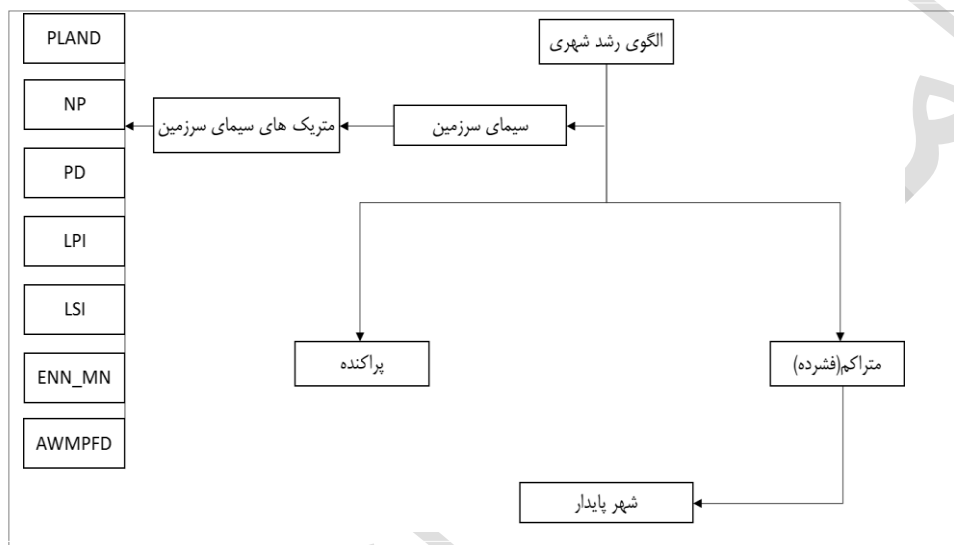 الگوی رشد شهری
PLAND
NP
متریک های سیمای سرزمین
سیمای سرزمین
PD
LPI
LSI
ENN_MN
AWMPFD
پراکنده
متراکم(فشرده)
شهر پایدار